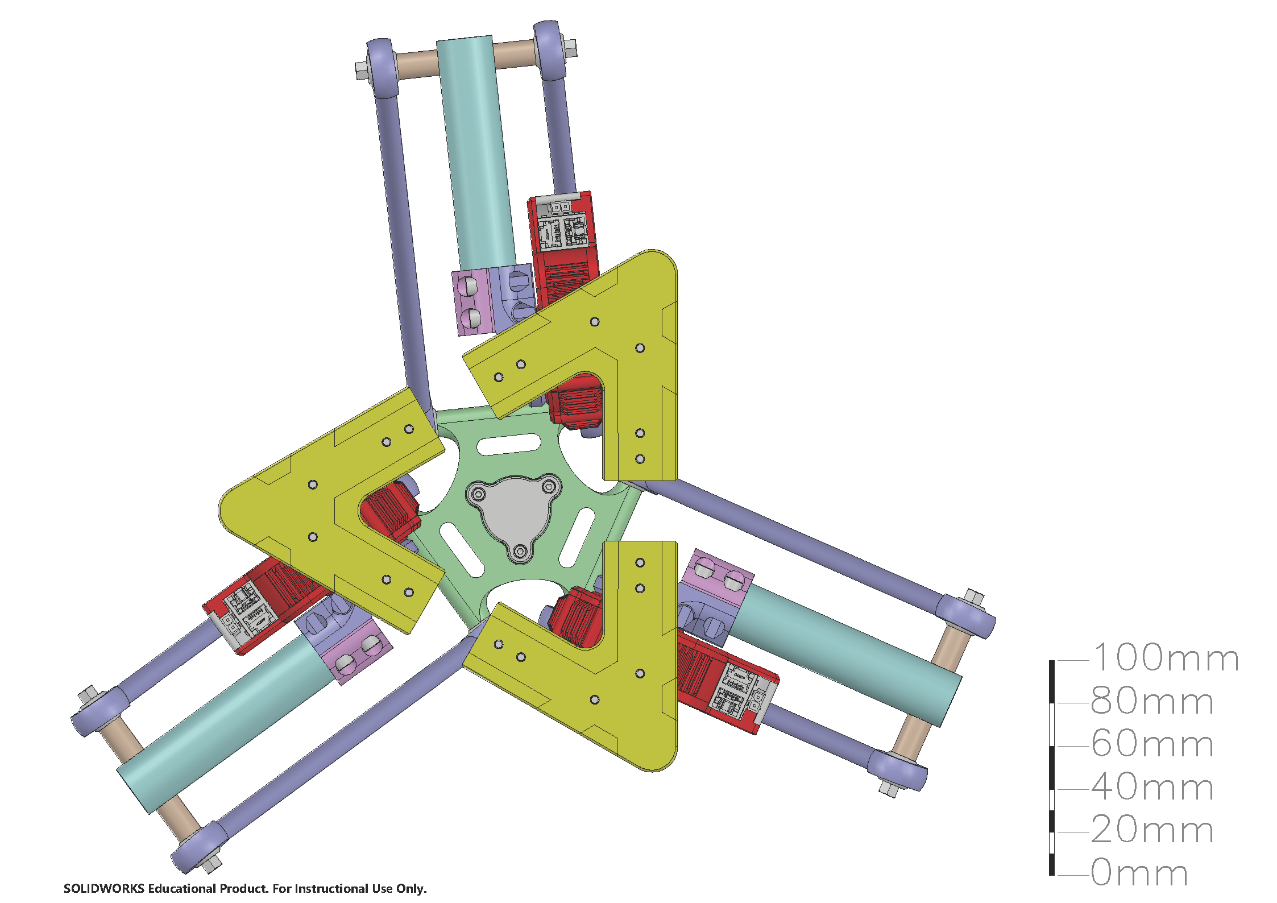 100mm
80mm
60mm
40mm
20mm
0mm
SOLIDWORKS Educational Product. For Instructional Use Only.